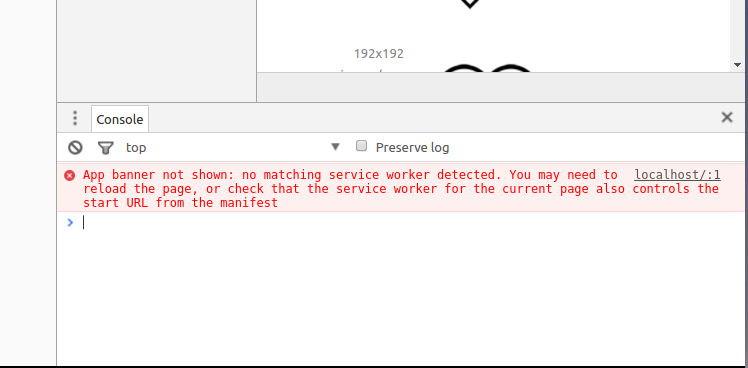 192x192
Console
top
Preserve log
App banner not shown: no matching service worker detected. You may need to localhost/:1
reload the page, or check that the service worker for the current page also controls the
start URL from the manifest